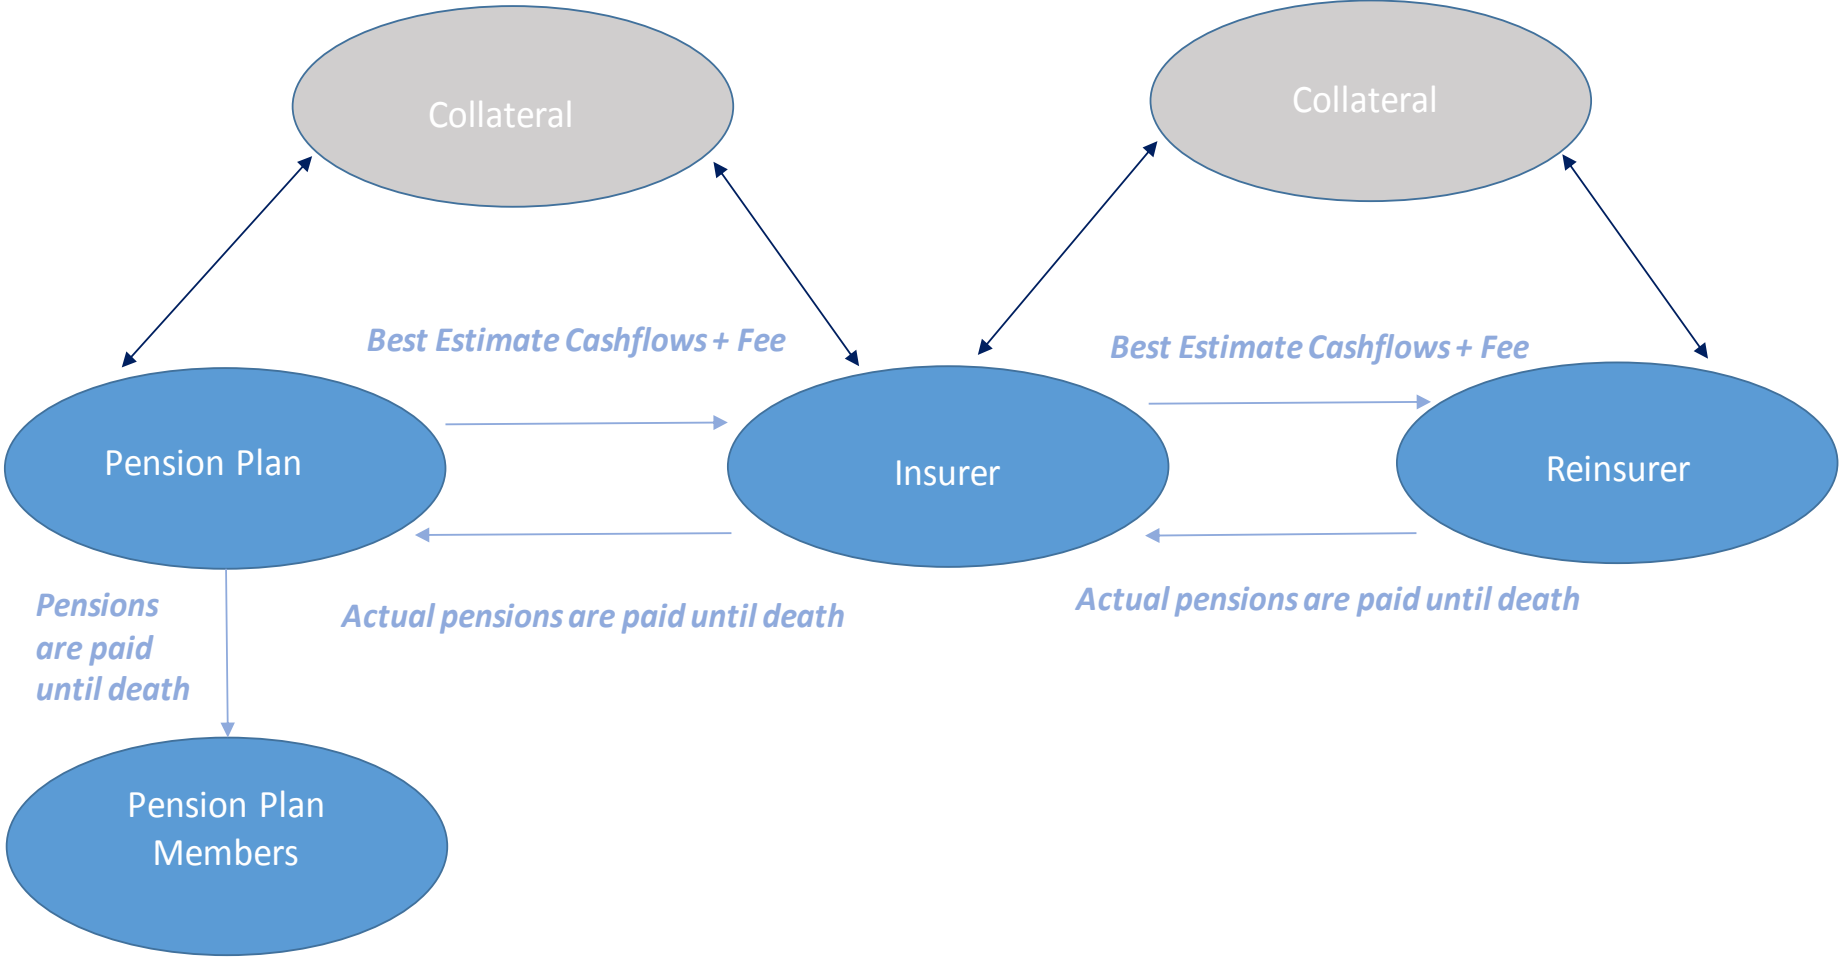 Collateral
Collateral
Best Estimate Cashflows + Fee
Best Estimate Cashflows + Fee
Pension Plan
Insurer
Reinsurer
Pensions
are paid
until death
Actual pensions are paid until death
Actual pensions are paid until death
Pension Plan
Members